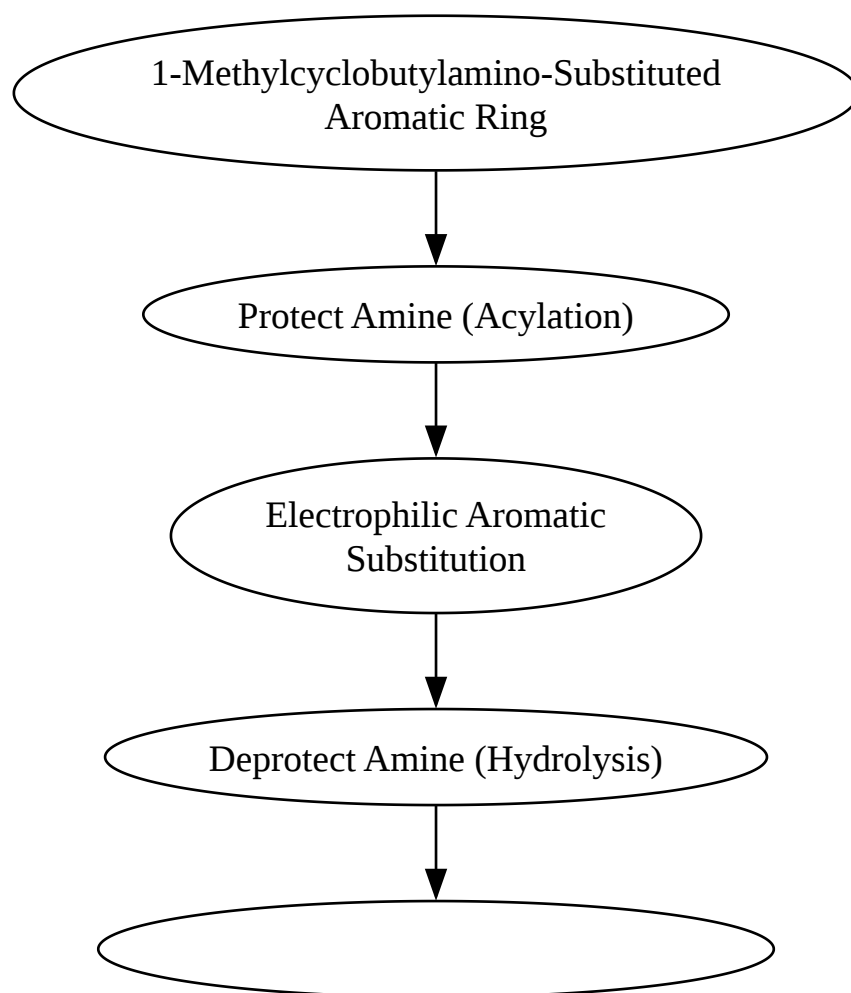 1-Methylcyclobutylamino-Substituted
Aromatic Ring
Protect Amine (Acylation)
Electrophilic Aromatic
Substitution
Deprotect Amine (Hydrolysis)